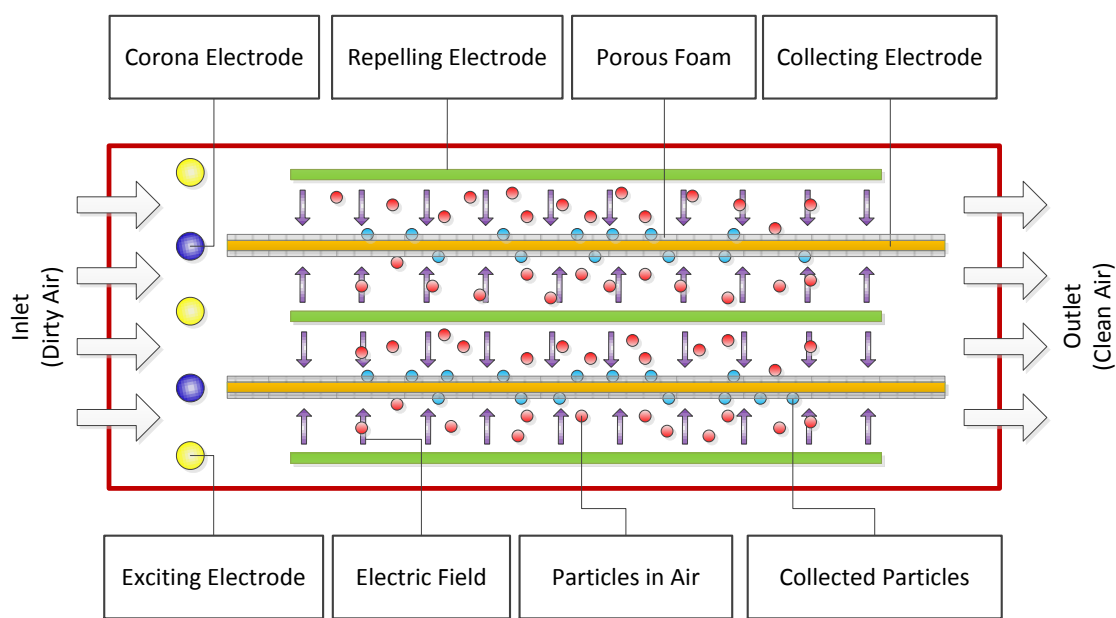 Corona Electrode
Repelling Electrode
Porous Foam
Collecting Electrode
Inlet
(Dirty Air)
Outlet
(Clean Air)
Exciting Electrode
Electric Field
Particles in Air
Collected Particles